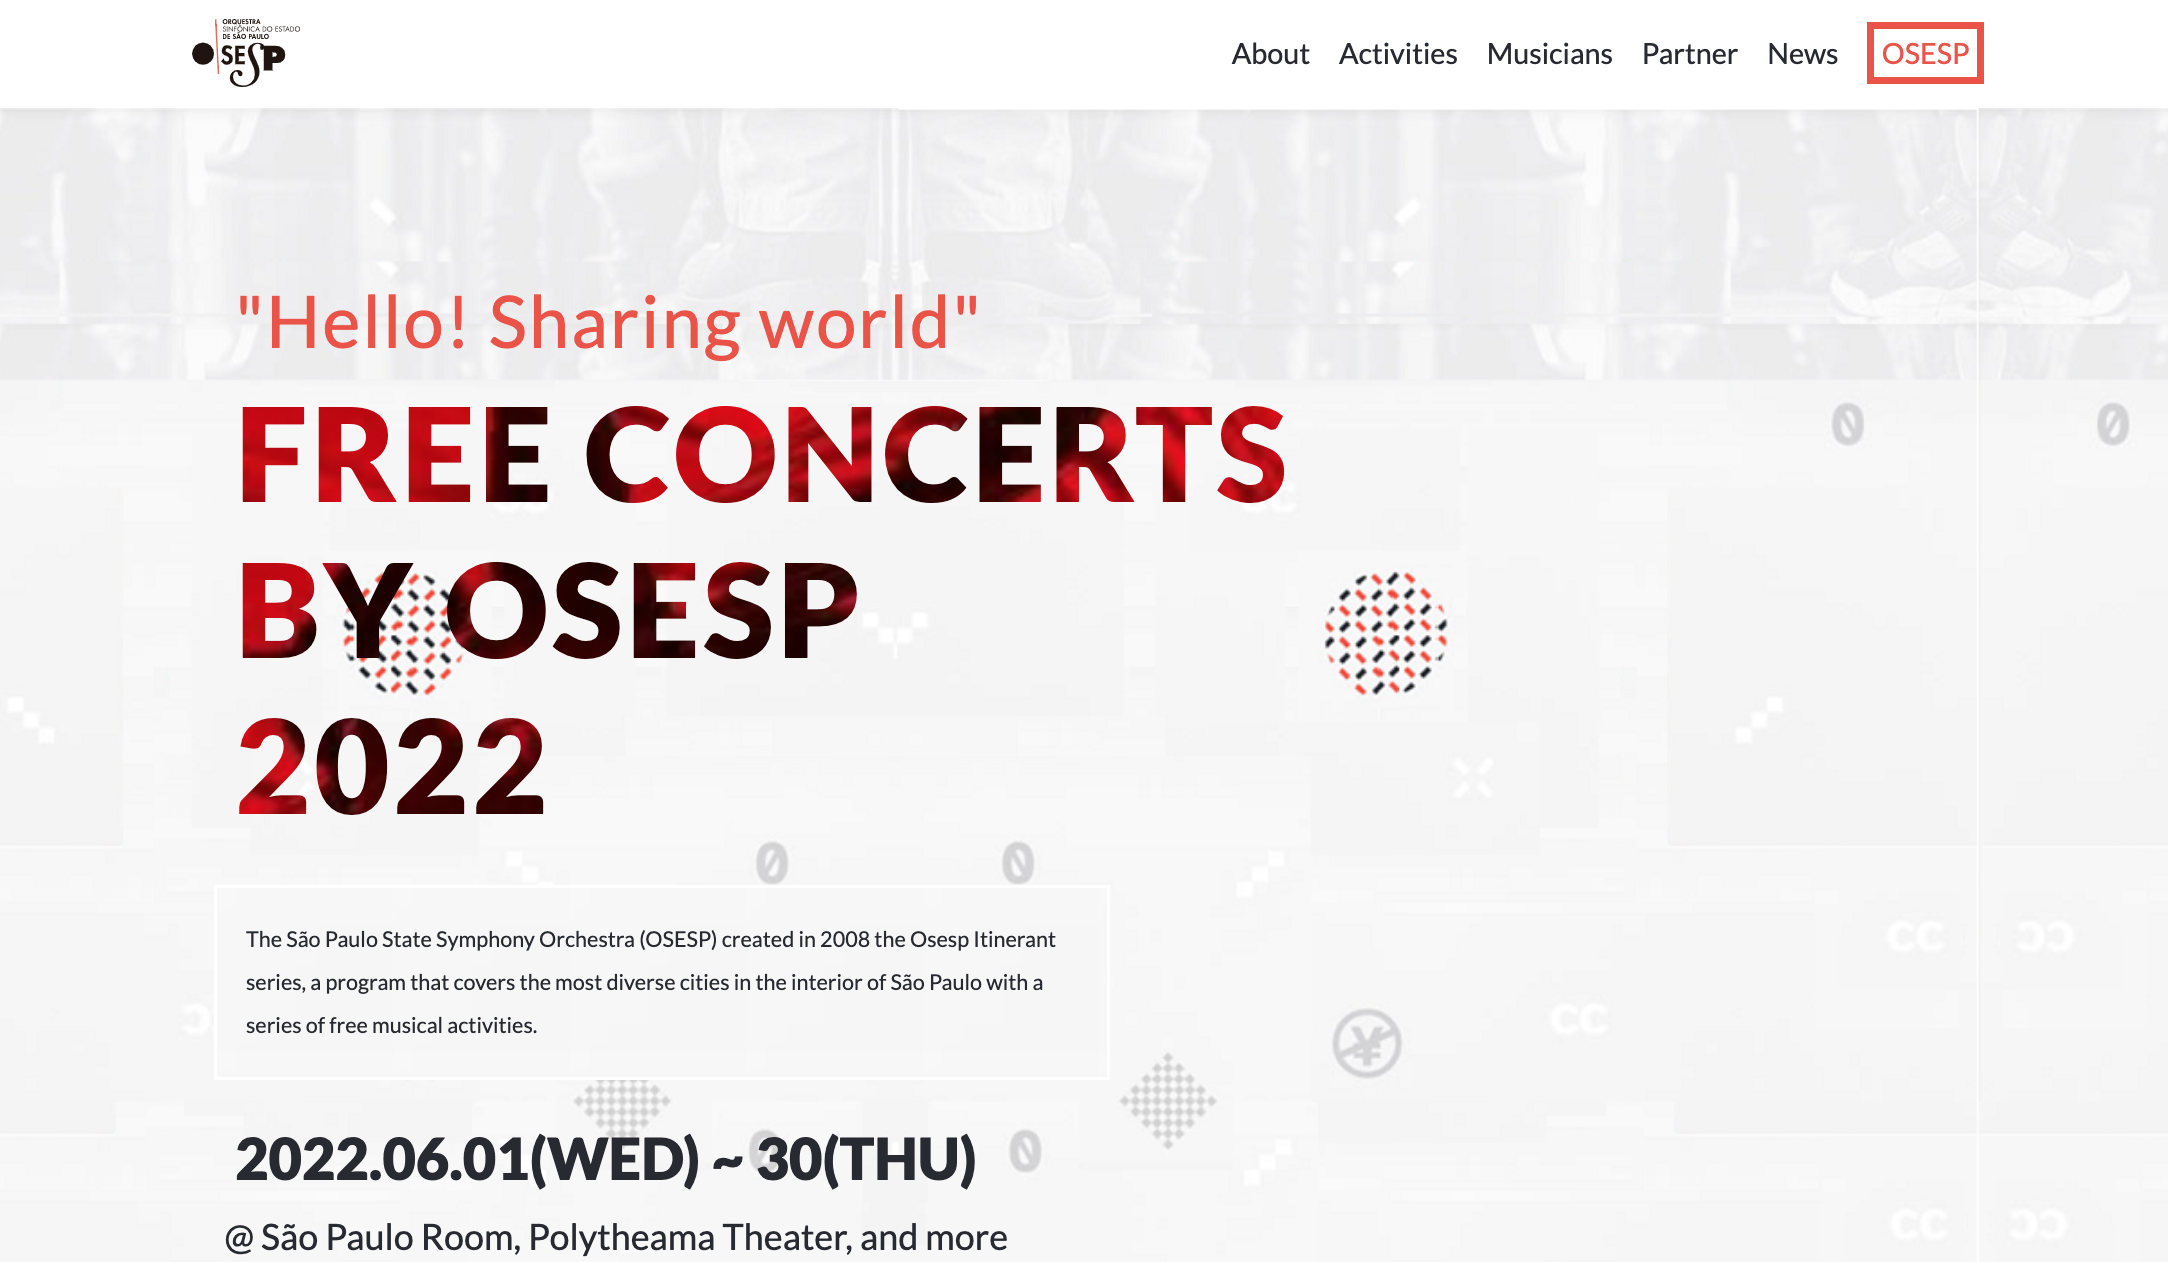 ORQUESTRA
SINFÔNICA DO ESTADO
DE SÃO PAULO
OSESP
About Activities Musicians Partner News OSESP
"Hello! Sharing world"
FREE CONCERTS
BY OSESP
2022
The São Paulo State Symphony Orchestra (OSESP) created in 2008 the Osesp Itinerant
series, a program that covers the most diverse cities in the interior of São Paulo with a
series of free musical activities.
2022.06.01(WED) ~ 30(THU)
@ São Paulo Room, Polytheama Theater, and more